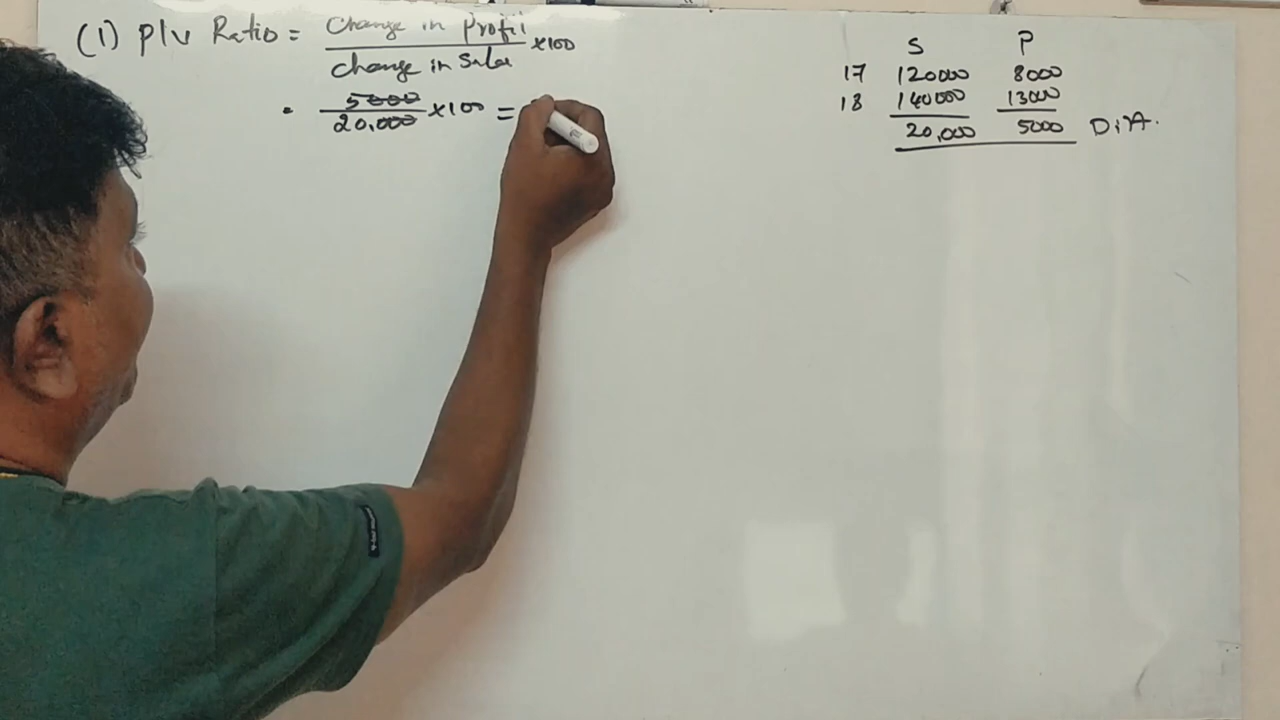 (1) P/V Ratio = Change in Profit / Change in Sales ×100
= 5000 / 20,000 ×100 =
S P
17 120000 8000
18 140000 13000
20,000 5000 Diff.